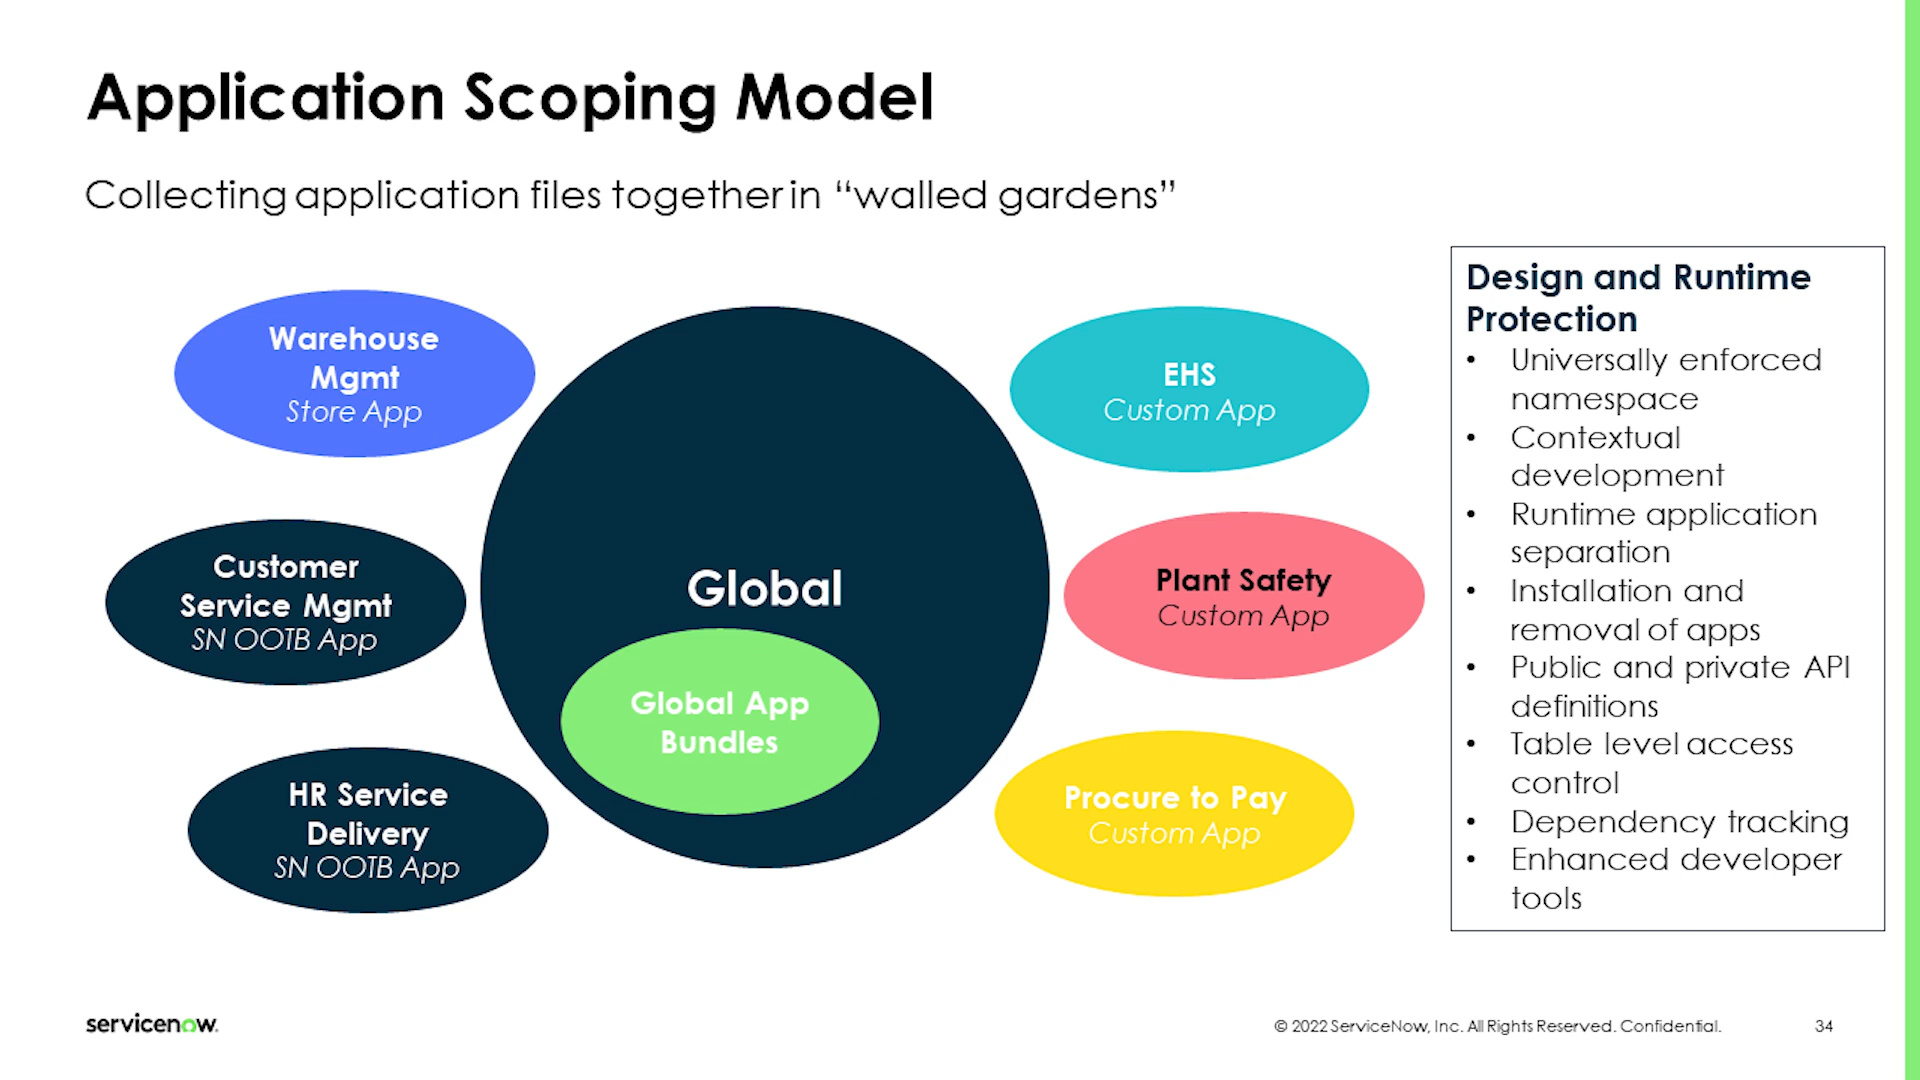 Application Scoping Model
Collecting application files together in “walled gardens”
Warehouse
Mgmt
Store App
Customer
Service Mgmt
SN OOTB App
HR Service
Delivery
SN OOTB App
Global
Global App
Bundles
EHS
Custom App
Plant Safety
Custom App
Procure to Pay
Custom App
Design and Runtime
Protection
• Universally enforced
namespace
• Contextual
development
• Runtime application
separation
• Installation and
removal of apps
• Public and private API
definitions
• Table level access
control
• Dependency tracking
• Enhanced developer
tools
servicenow.
© 2022 ServiceNow, Inc. All Rights Reserved. Confidential.
34